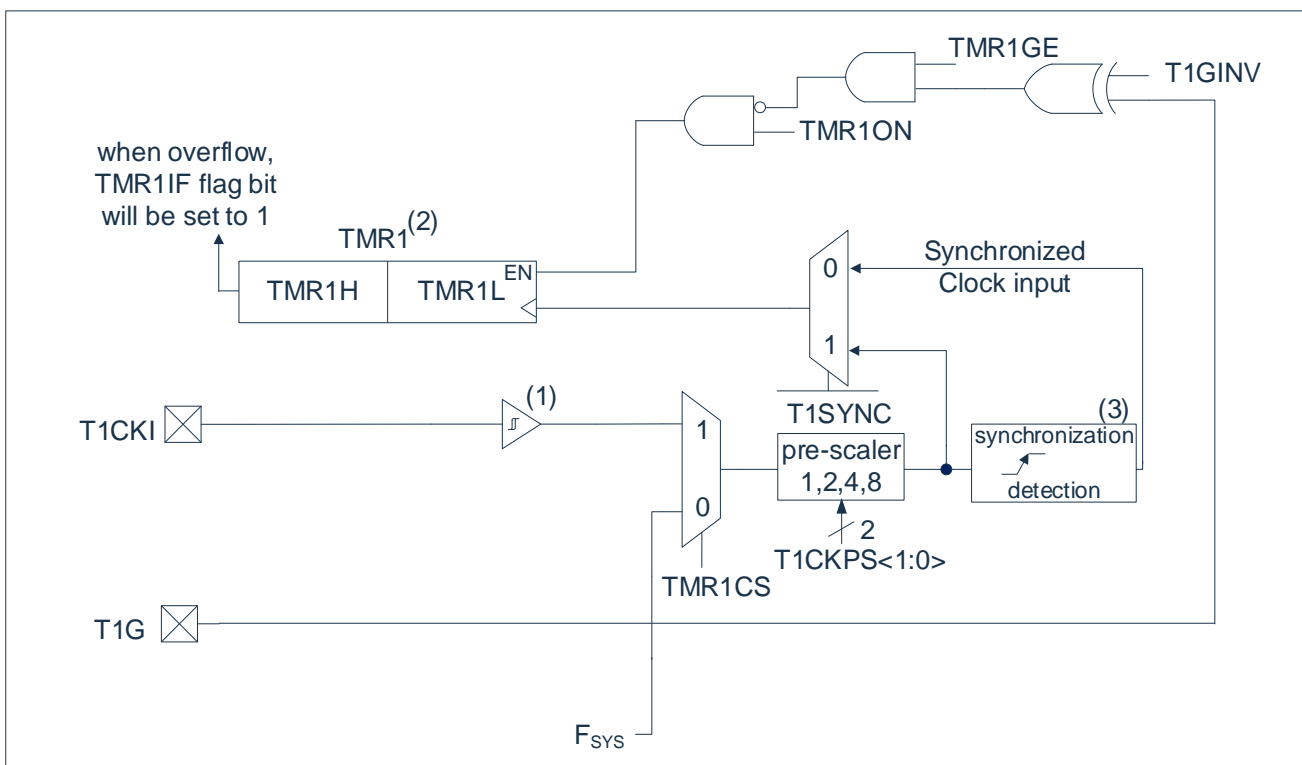 TMR1GE
T1GINV
TMR1ON
when overflow,
TMR1IF flag bit
will be set to 1
TMR1(2)
EN
TMR1H
TMR1L
0
Synchronized
Clock input
1
T1SYNC
T1CKI
(1)
1
0
pre-scaler
1,2,4,8
(3)
synchronization
detection
2
T1CKPS<1:0>
TMR1CS
T1G
FSYS